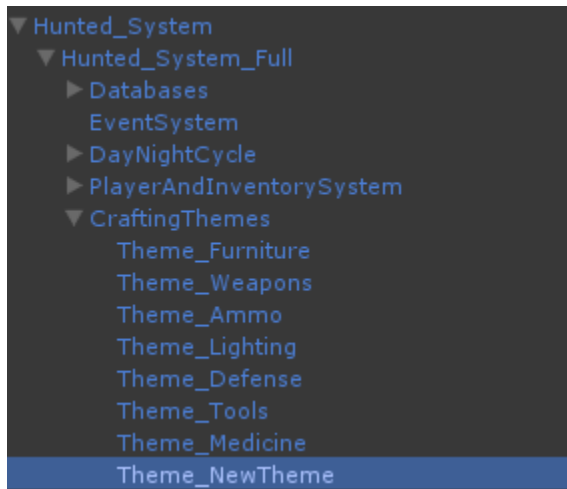 Hunted_System
Hunted_System_Full
Databases
EventSystem
DayNightCycle
PlayerAndInventorySystem
CraftingThemes
Theme_Furniture
Theme_Weapons
Theme_Ammo
Theme_Lighting
Theme_Defense
Theme_Tools
Theme_Medicine
Theme_NewTheme